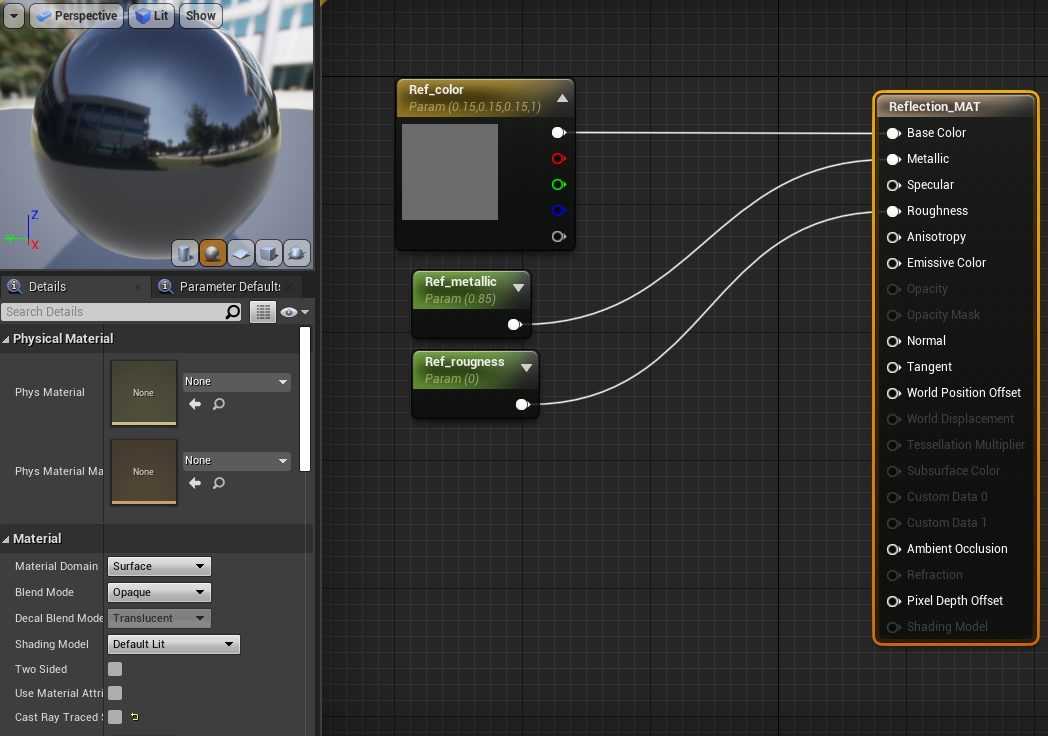 Perspective
Lit
Show
Z
Y
X
Details
Parameter Defaults
Search Details
Physical Material
Phys Material
None
None
Phys Material Ma
None
None
Material
Material Domain
Surface
Blend Mode
Opaque
Decal Blend Mode
Translucent
Shading Model
Default Lit
Two Sided
Use Material Attri
Cast Ray Traced S
Ref_color
Param (0.15,0.15,0.15,1)
Ref_metallic
Param (0.85)
Ref_rougness
Param (0)
Reflection_MAT
Base Color
Metallic
Specular
Roughness
Anisotropy
Emissive Color
Opacity
Opacity Mask
Normal
Tangent
World Position Offset
World Displacement
Tessellation Multiplier
Subsurface Color
Custom Data 0
Custom Data 1
Ambient Occlusion
Refraction
Pixel Depth Offset
Shading Model